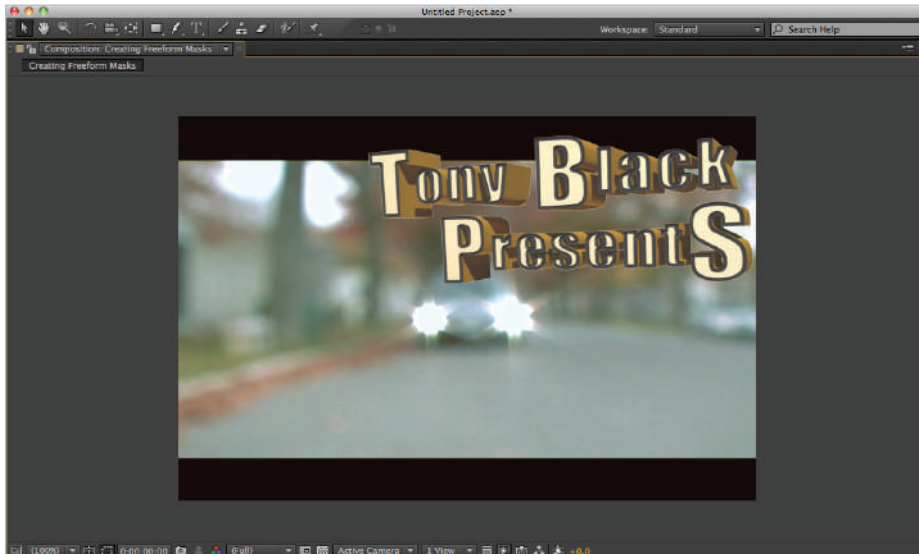 Untitled Project.aep *
Workspace: Standard
Search Help
Composition: Creating Freeform Masks
Creating Freeform Masks
Tony Black
PresentS
(100%)
0:00:00:00
(Full)
Active Camera
1 View
+0.0